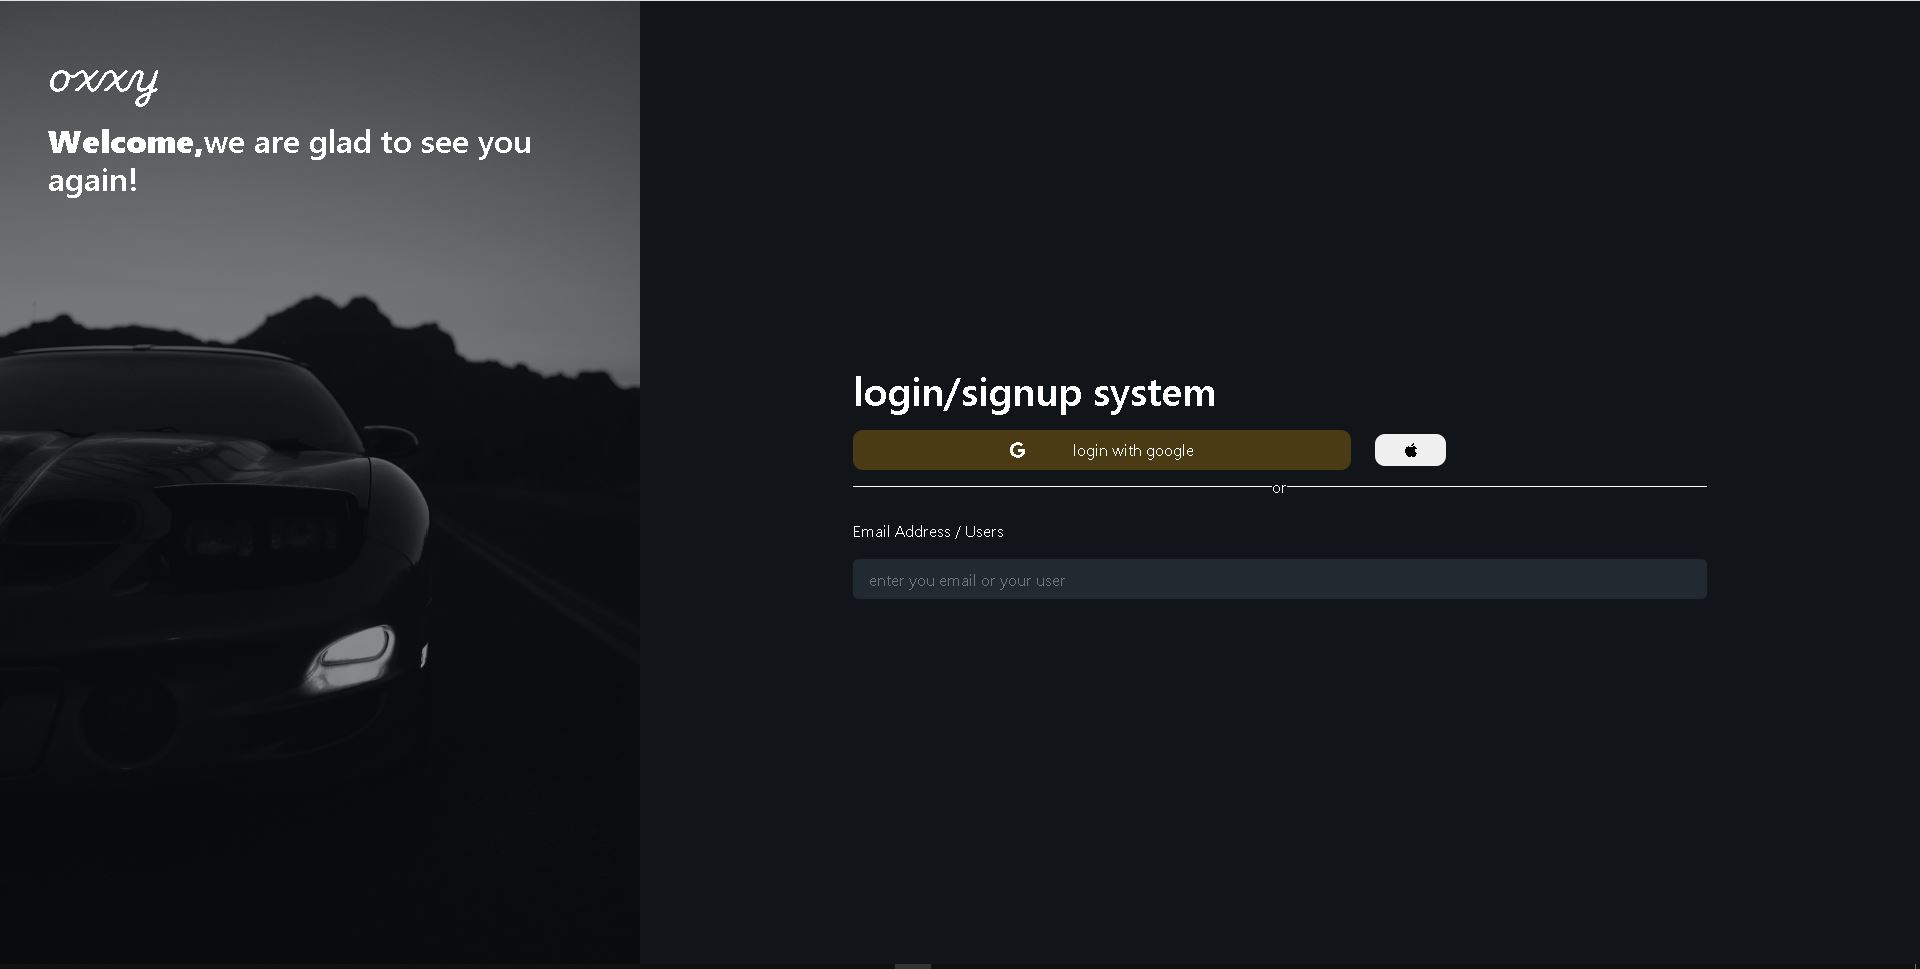 oxxy
Welcome,we are glad to see you
again!
login/signup system
login with google
or
Email Address / Users
enter you email or your user